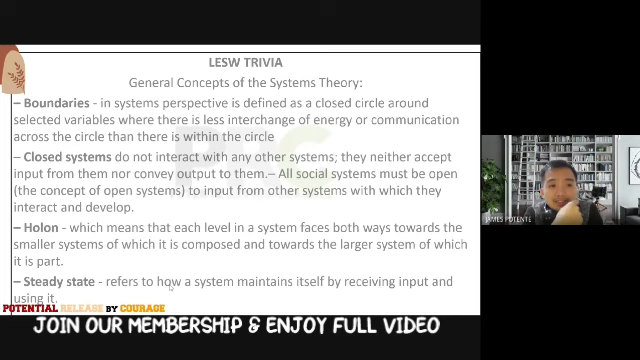 LESW TRIVIA
General Concepts of the Systems Theory:
– Boundaries - in systems perspective is defined as a closed circle around
selected variables where there is less interchange of energy or communication
across the circle than there is within the circle
– Closed systems do not interact with any other systems; they neither accept
input from them nor convey output to them.– All social systems must be open
(the concept of open systems) to input from other systems with which they
interact and develop.
– Holon - which means that each level in a system faces both ways towards the
smaller systems of which it is composed and towards the larger system of which
it is part.
– Steady state - refers to how a system maintains itself by receiving input and
using it.
POTENTIAL RELEASE BY COURAGE
JOIN OUR MEMBERSHIP & ENJOY FULL VIDEO
JAMES POTENTE